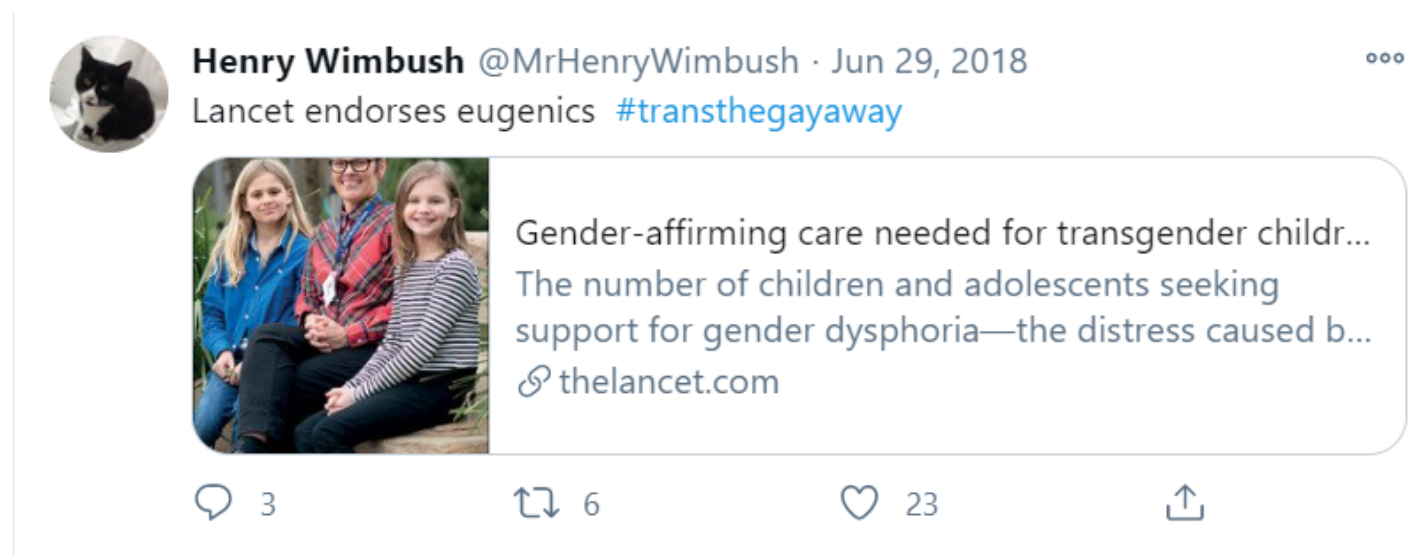 Henry Wimbush @MrHenryWimbush · Jun 29, 2018
Lancet endorses eugenics #transthegayaway
Gender-affirming care needed for transgender childr...
The number of children and adolescents seeking
support for gender dysphoria—the distress caused b...
thelancet.com
3 6 23